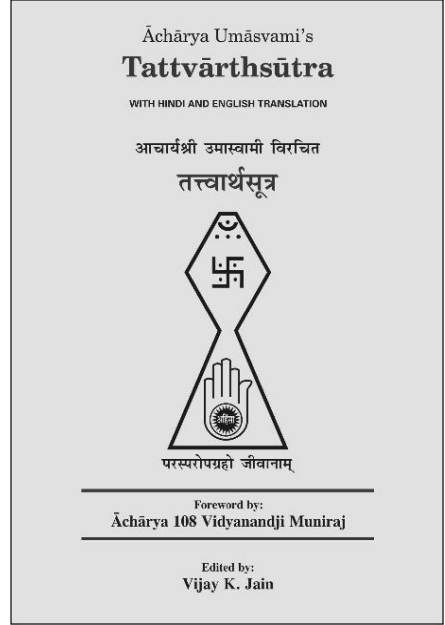 Āchārya Umāsvami's
Tattvārthsūtra
WITH HINDI AND ENGLISH TRANSLATION
आचार्यश्री उमास्वामी विरचित
तत्त्वार्थसूत्र
अहिंसा
परस्परोपग्रहो जीवानाम्
Foreword by:
Āchārya 108 Vidyanandji Muniraj
Edited by:
Vijay K. Jain